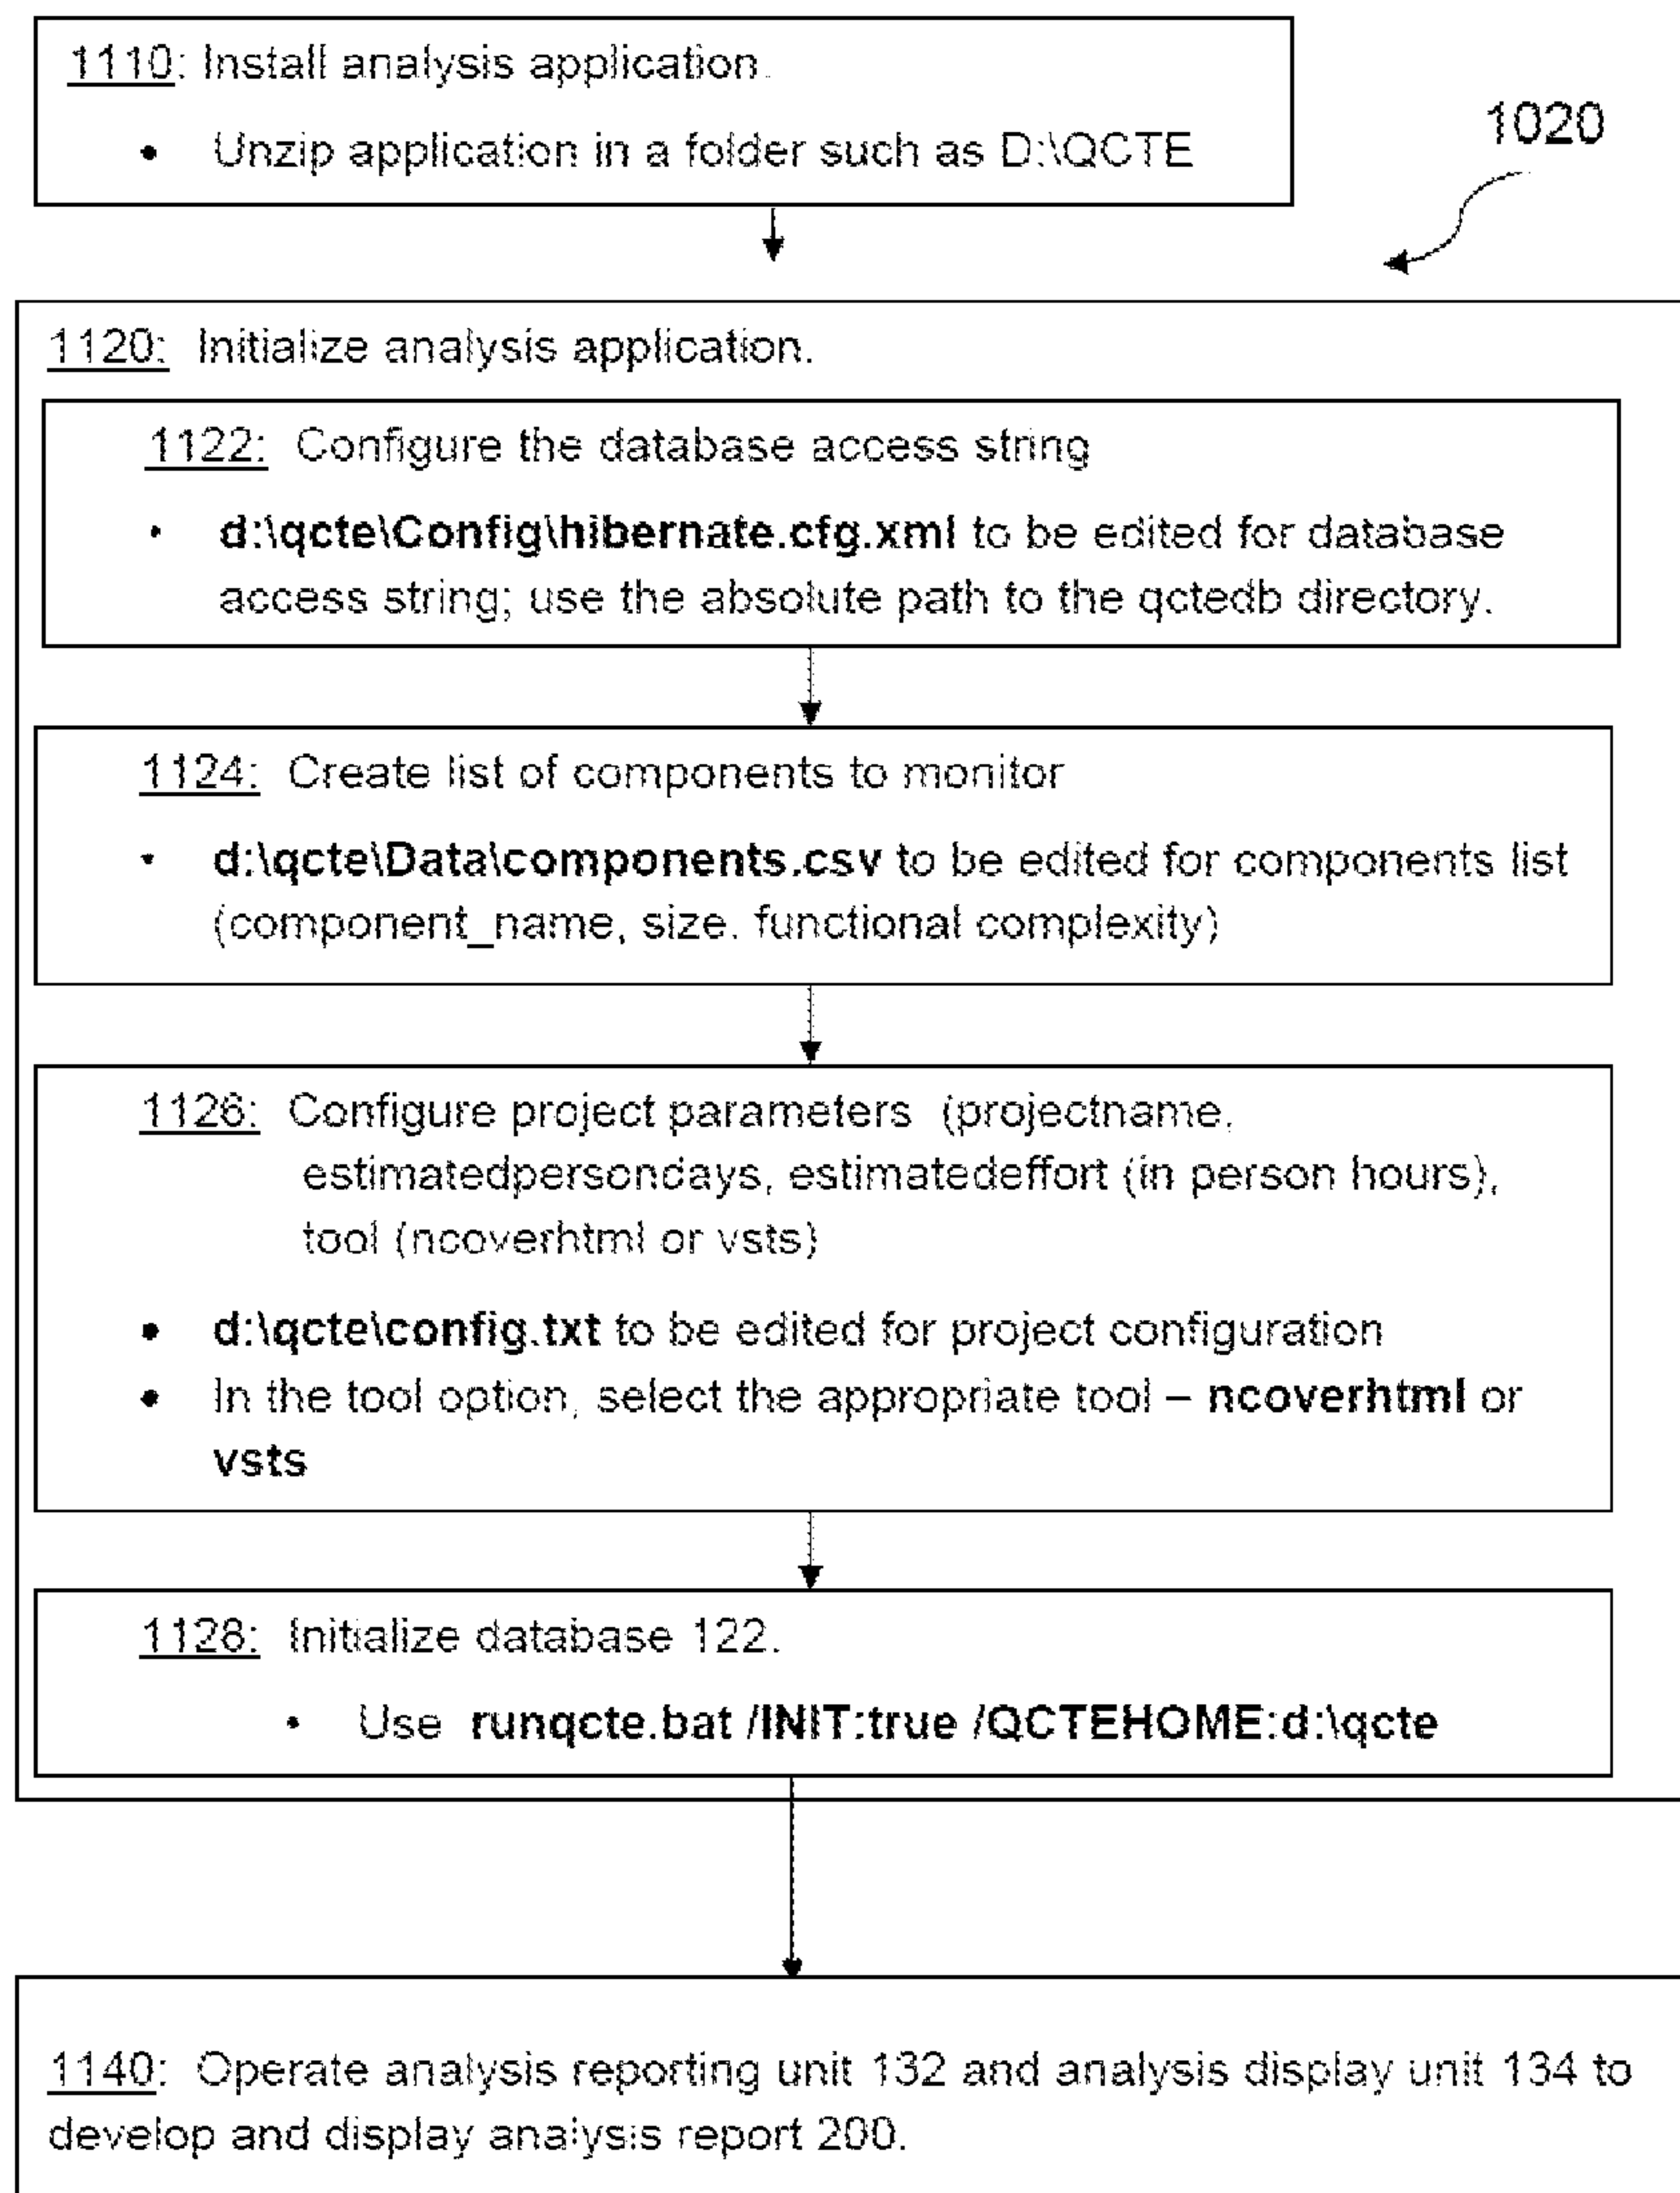 1110: Install analysis application.
• Unzip application in a folder such as D:\QCTE
1020
1120: Initialize analysis application.
1122: Configure the database access string
• d:\qcte\Config\hibernate.cfg.xml to be edited for database
access string; use the absolute path to the qctedb directory.
1124: Create list of components to monitor
• d:\qcte\Data\components.csv to be edited for components list
(component_name, size. functional complexity)
1126: Configure project parameters (projectname,
estimatedpersondays, estimatedeffort (in person hours),
tool (ncoverhtml or vsts)
• d:\qcte\config.txt to be edited for project configuration
• In the tool option, select the appropriate tool – ncoverhtml or
vsts
1128: Initialize database 122.
• Use runqcte.bat /INIT:true /QCTEHOME:d:\qcte
1140: Operate analysis reporting unit 132 and analysis display unit 134 to
develop and display analysis report 200.